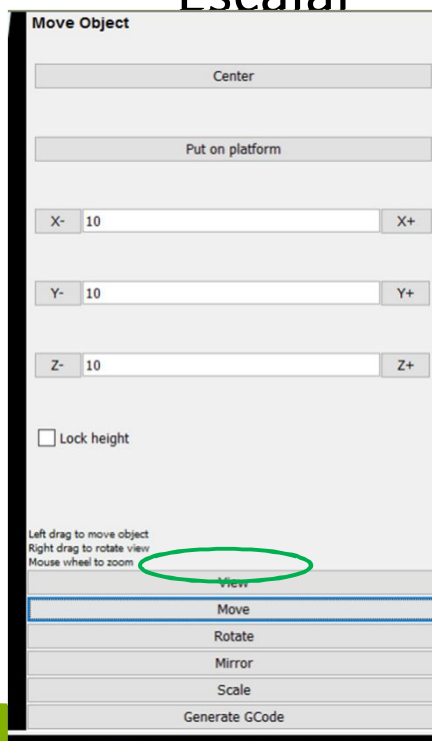 Escalar
Move Object
Center
Put on platform
X- 10 X+
Y- 10 Y+
Z- 10 Z+
Lock height
Left drag to move object
Right drag to rotate view
Mouse wheel to zoom
View
Move
Rotate
Mirror
Scale
Generate GCode